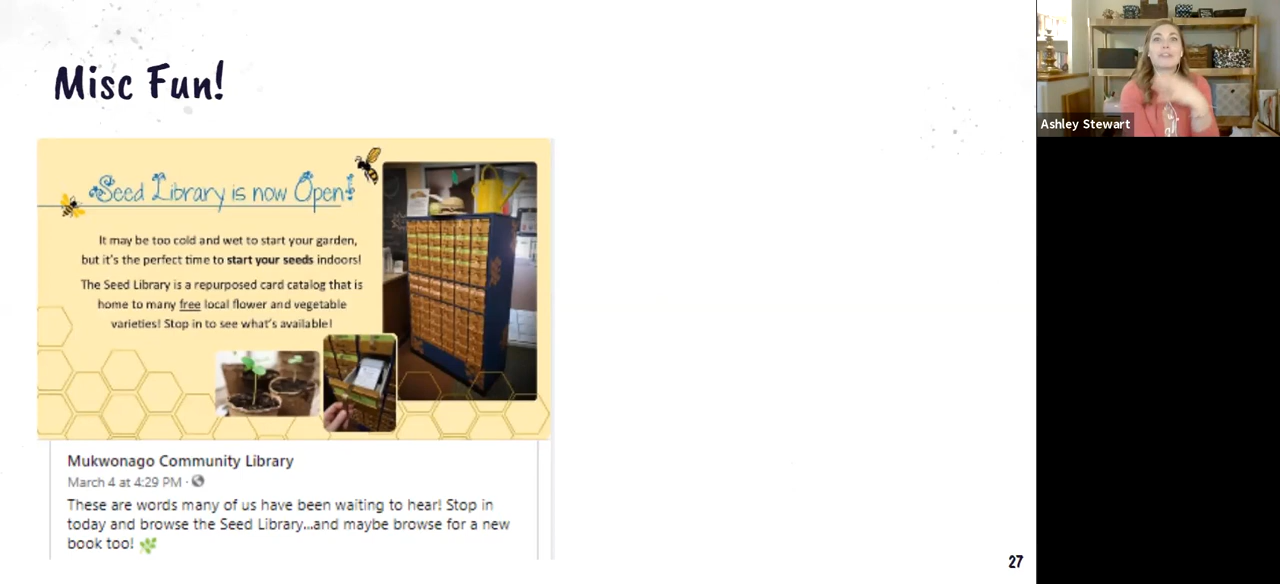 Misc Fun!
Ashley Stewart
Seed Library is now Open!
It may be too cold and wet to start your garden,
but it's the perfect time to start your seeds indoors!
The Seed Library is a repurposed card catalog that is
home to many free local flower and vegetable
varieties! Stop in to see what's available!
Mukwonago Community Library
March 4 at 4:29 PM ·
These are words many of us have been waiting to hear! Stop in
today and browse the Seed Library...and maybe browse for a new
book too!
27